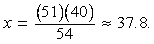 x = (51)(40)/54 ≈ 37.8.